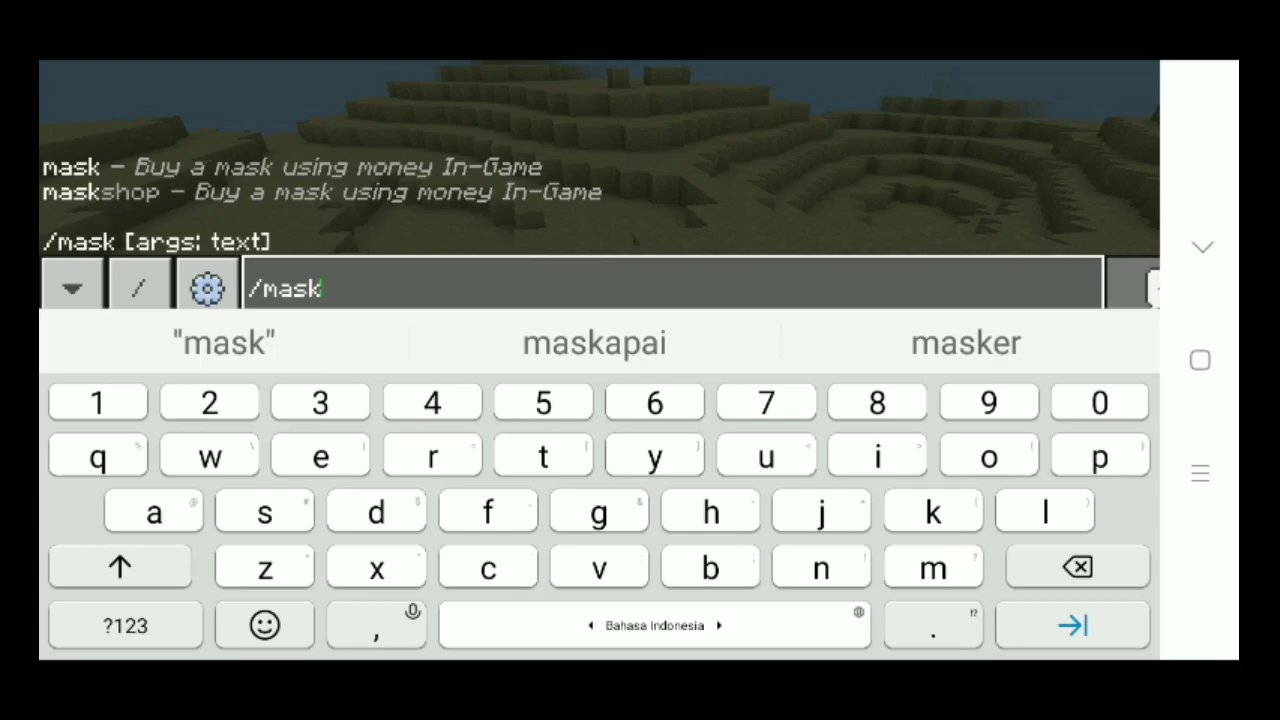 mask - Buy a mask using money In-Game
maskshop - Buy a mask using money In-Game
/mask [args: text]
/ /mask
"mask" maskapai masker
1 2 3 4 5 6 7 8 9 0
q w e r t y u i o p
a s d f g h j k l
z x c v b n m
?123 , Bahasa Indonesia .